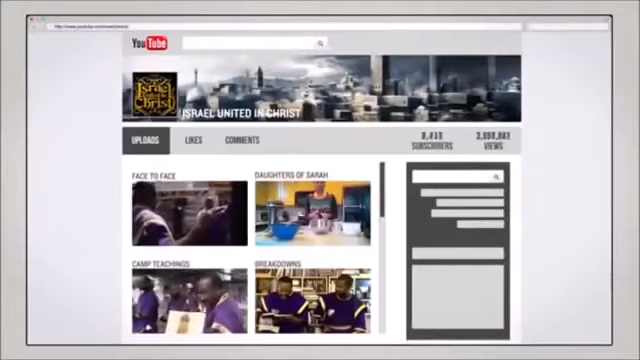 YouTube
Israel
United In
Christ
ISRAEL UNITED IN CHRIST
UPLOADS LIKES COMMENTS
SUBSCRIBERS
VIEWS
FACE TO FACE
DAUGHTERS OF SARAH
CAMP TEACHINGS
BREAKDOWNS